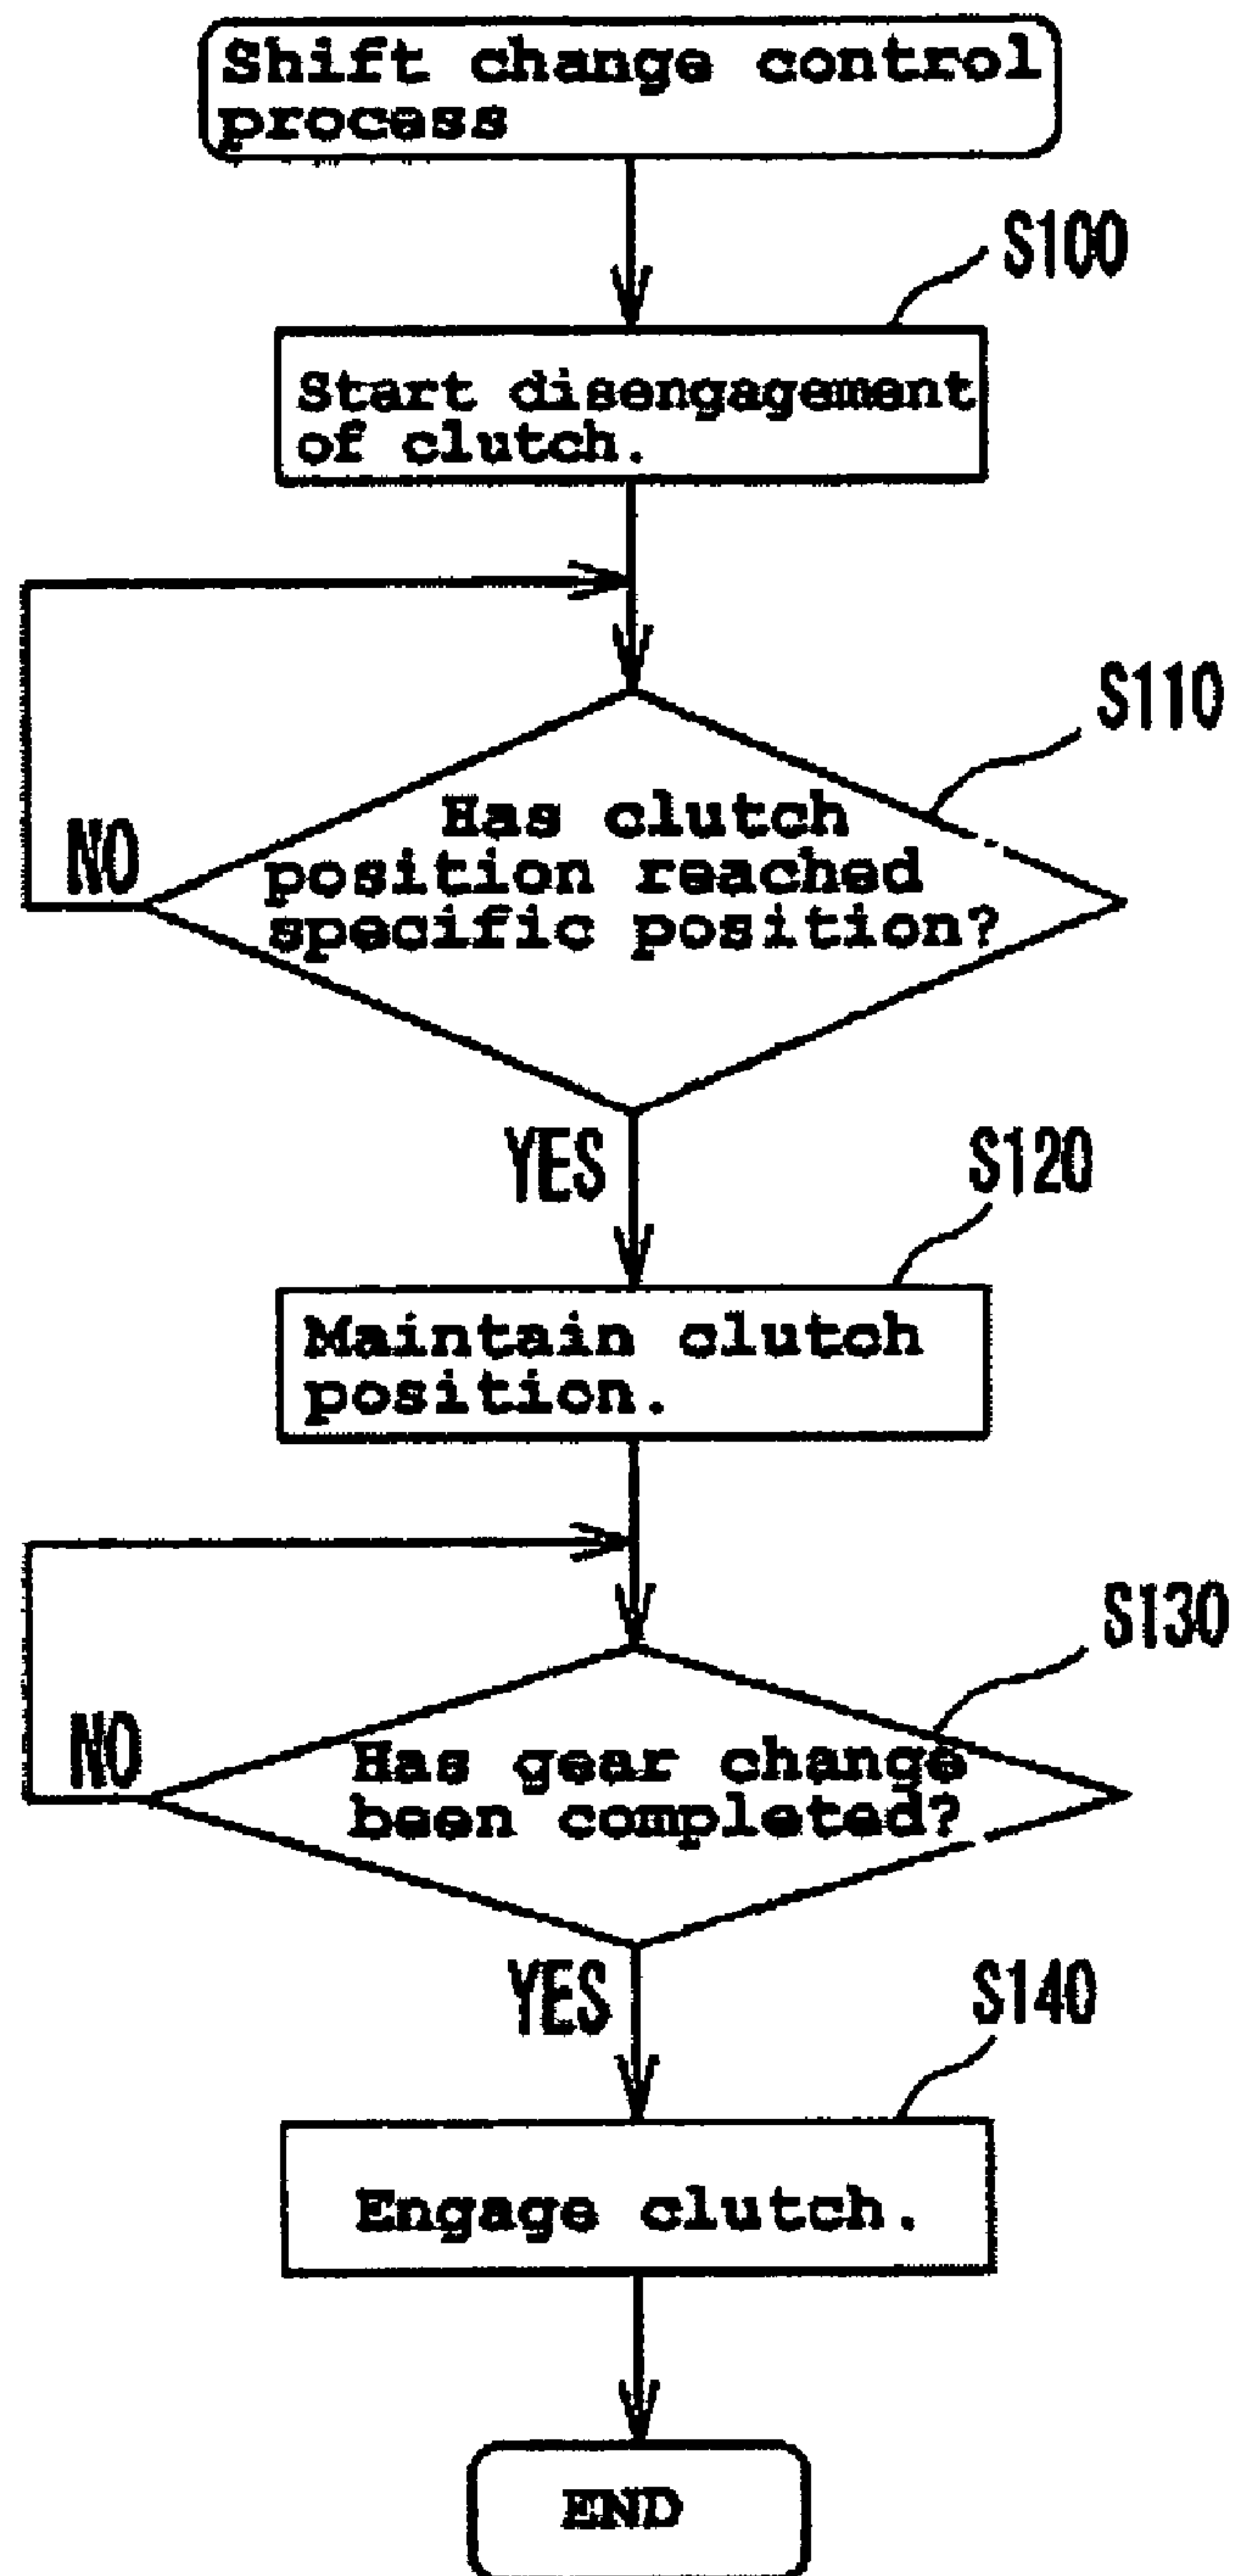 Shift change control
process
S100
Start disengagement
of clutch.
S110
Has clutch
position reached
specific position?
NO
YES
S120
Maintain clutch
position.
S130
Has gear change
been completed?
NO
YES
S140
Engage clutch.
END